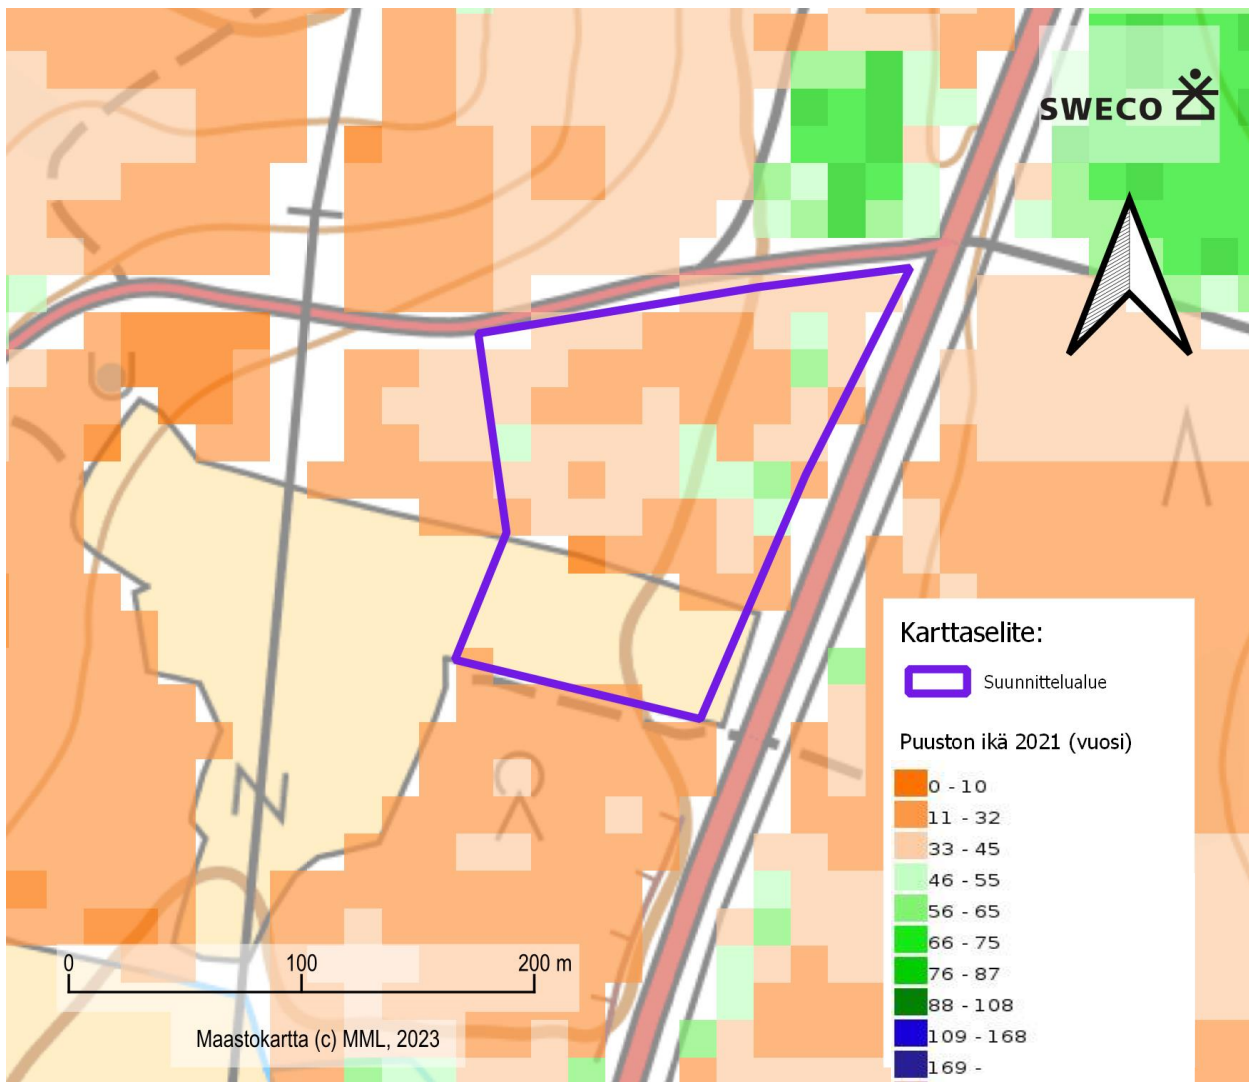 SWECO
Karttaselite:
Suunnittelualue
Puuston ikä 2021 (vuosi)
0 - 10
11 - 32
33 - 45
46 - 55
56 - 65
66 - 75
76 - 87
88 - 108
109 - 168
169 -
0 100 200 m
Maastokartta (c) MML, 2023